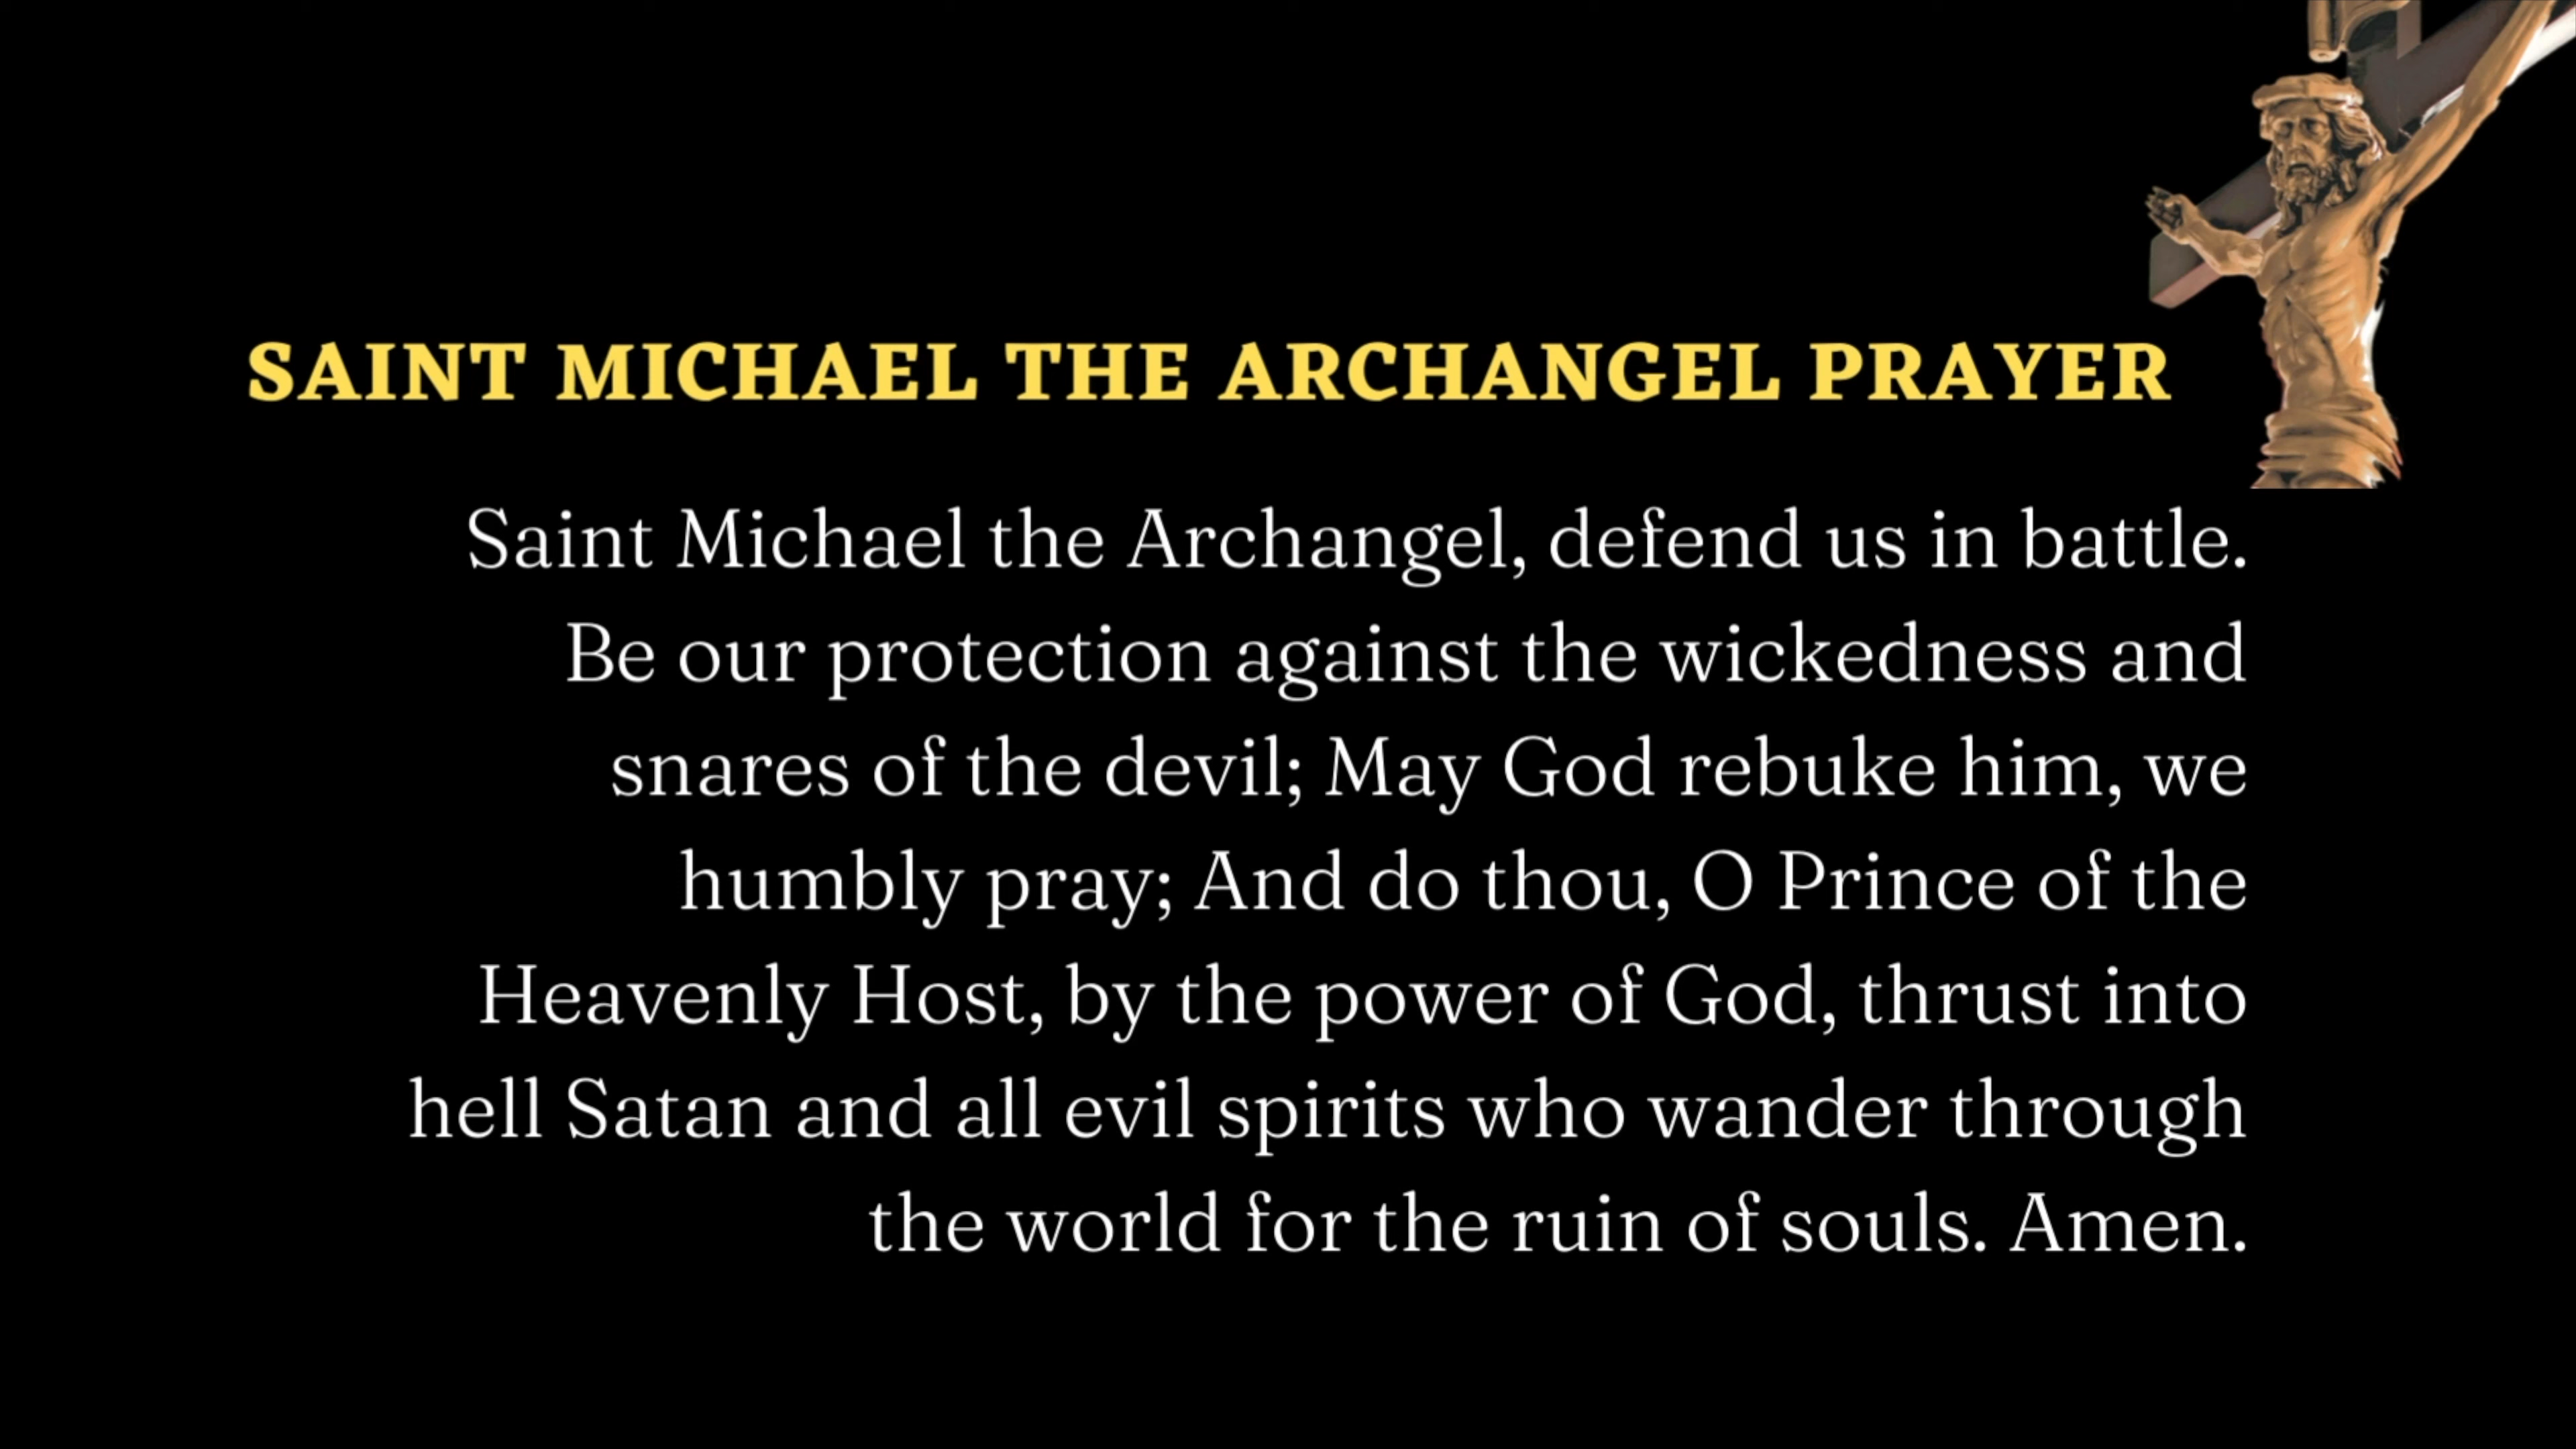 SAINT MICHAEL THE ARCHANGEL PRAYER
Saint Michael the Archangel, defend us in battle.
Be our protection against the wickedness and
snares of the devil; May God rebuke him, we
humbly pray; And do thou, O Prince of the
Heavenly Host, by the power of God, thrust into
hell Satan and all evil spirits who wander through
the world for the ruin of souls. Amen.